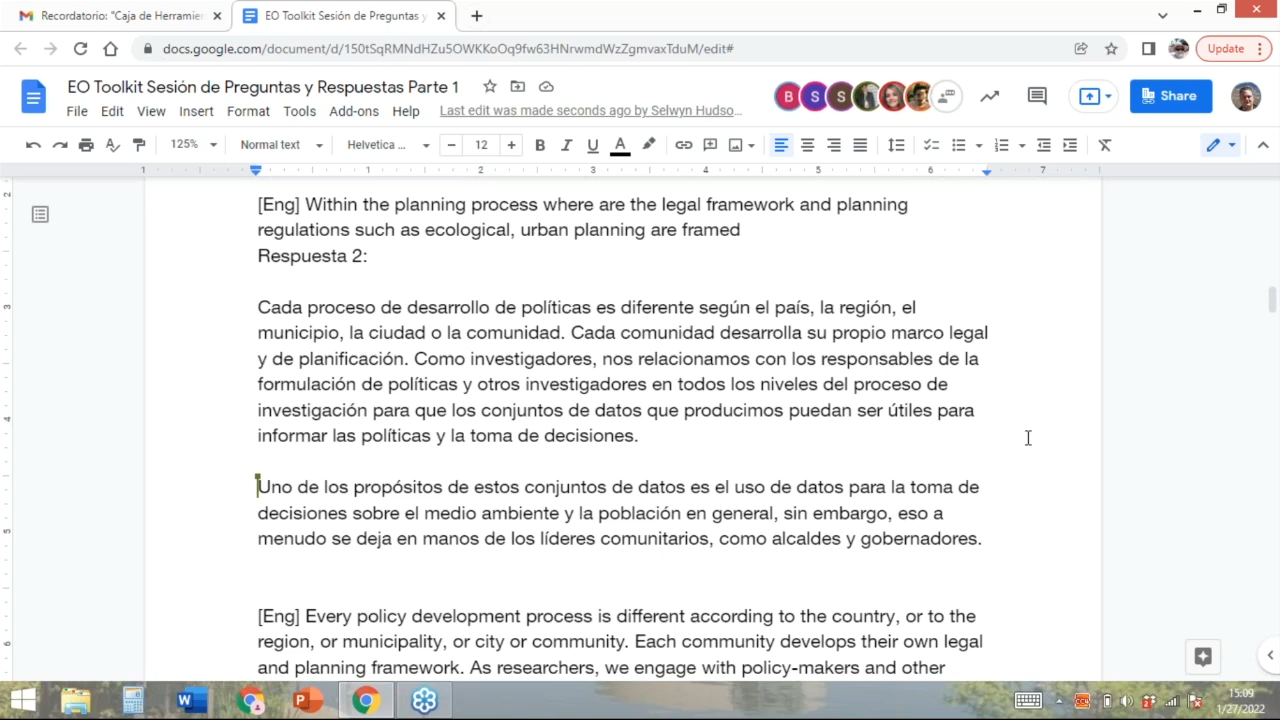 Recordatorio: "Caja de Herramie
EO Toolkit Sesión de Preguntas y
docs.google.com/document/d/150tSqRMNdHZu5OWKKoOq9fw63HNrwmdWzZgmvaxTduM/edit#
Update
EO Toolkit Sesión de Preguntas y Respuestas Parte 1
B S S
Share
File Edit View Insert Format Tools Add-ons Help Last edit was made seconds ago by Selwyn Hudso...
125% Normal text Helvetica ... 12 B I U A
1 1 2 3 4 5 6 7
[Eng] Within the planning process where are the legal framework and planning
regulations such as ecological, urban planning are framed
Respuesta 2:
Cada proceso de desarrollo de políticas es diferente según el país, la región, el
municipio, la ciudad o la comunidad. Cada comunidad desarrolla su propio marco legal
y de planificación. Como investigadores, nos relacionamos con los responsables de la
formulación de políticas y otros investigadores en todos los niveles del proceso de
investigación para que los conjuntos de datos que producimos puedan ser útiles para
informar las políticas y la toma de decisiones.
Uno de los propósitos de estos conjuntos de datos es el uso de datos para la toma de
decisiones sobre el medio ambiente y la población en general, sin embargo, eso a
menudo se deja en manos de los líderes comunitarios, como alcaldes y gobernadores.
[Eng] Every policy development process is different according to the country, or to the
region, or municipality, or city or community. Each community develops their own legal
and planning framework. As researchers, we engage with policy-makers and other
15:09
1/27/2022